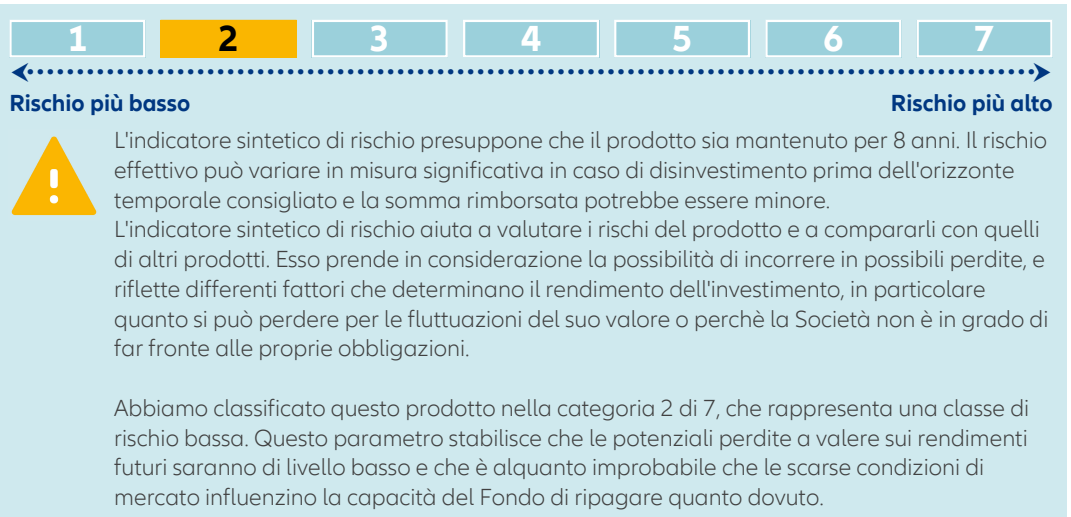 1 2 3 4 5 6 7
Rischio più basso Rischio più alto
L'indicatore sintetico di rischio presuppone che il prodotto sia mantenuto per 8 anni. Il rischio
effettivo può variare in misura significativa in caso di disinvestimento prima dell'orizzonte
temporale consigliato e la somma rimborsata potrebbe essere minore.
L'indicatore sintetico di rischio aiuta a valutare i rischi del prodotto e a compararli con quelli
di altri prodotti. Esso prende in considerazione la possibilità di incorrere in possibili perdite, e
riflette differenti fattori che determinano il rendimento dell'investimento, in particolare
quanto si può perdere per le fluttuazioni del suo valore o perchè la Società non è in grado di
far fronte alle proprie obbligazioni.
Abbiamo classificato questo prodotto nella categoria 2 di 7, che rappresenta una classe di
rischio bassa. Questo parametro stabilisce che le potenziali perdite a valere sui rendimenti
futuri saranno di livello basso e che è alquanto improbabile che le scarse condizioni di
mercato influenzino la capacità del Fondo di ripagare quanto dovuto.